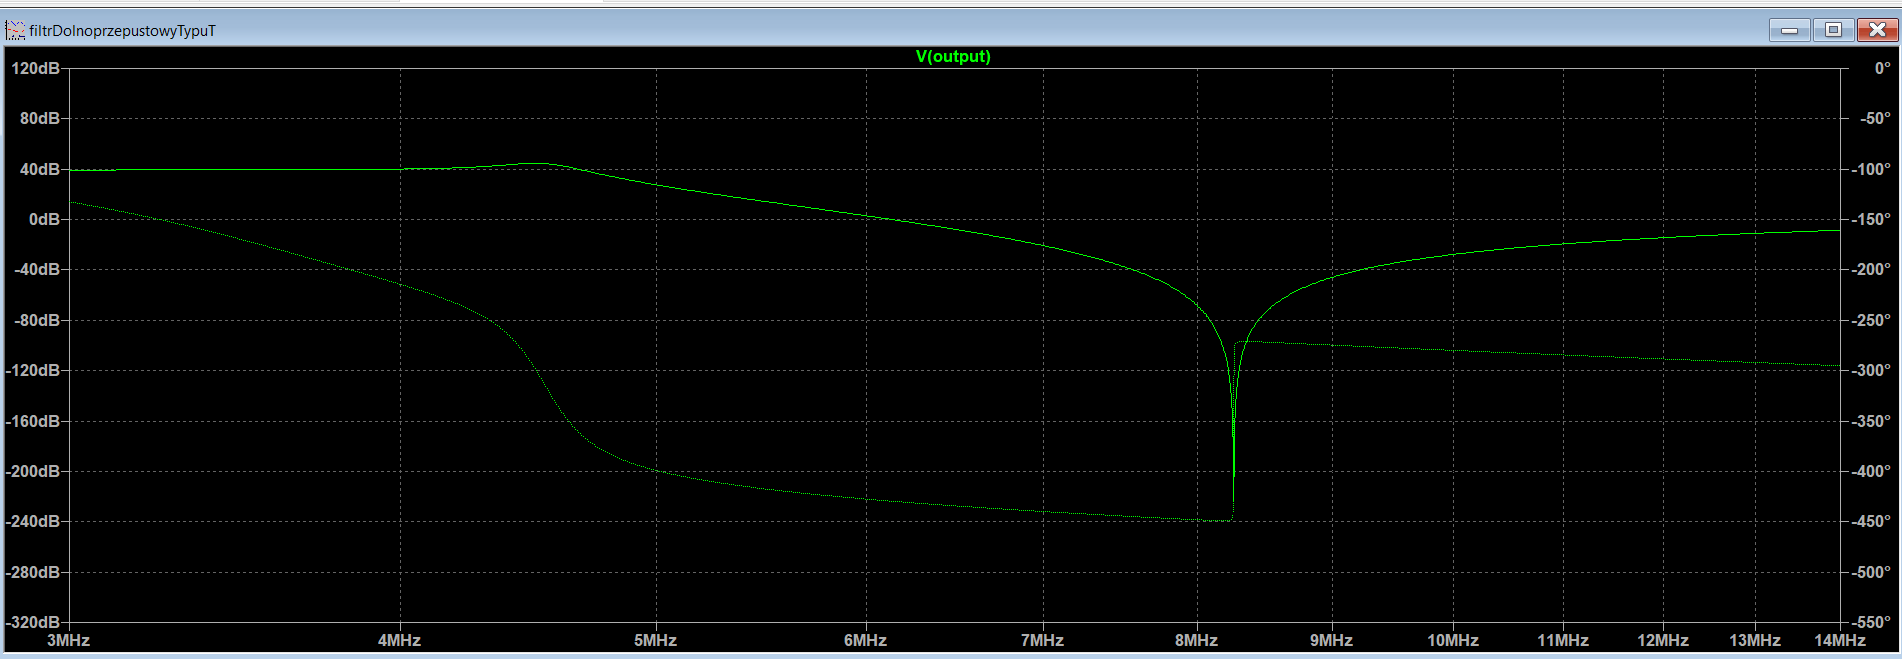 filtrDolnoprzepustowyTypuT
V(output)
120dB 0°
80dB -50°
40dB -100°
0dB -150°
-40dB -200°
-80dB -250°
-120dB -300°
-160dB -350°
-200dB -400°
-240dB -450°
-280dB -500°
-320dB -550°
3MHz 4MHz 5MHz 6MHz 7MHz 8MHz 9MHz 10MHz 11MHz 12MHz 13MHz 14MHz